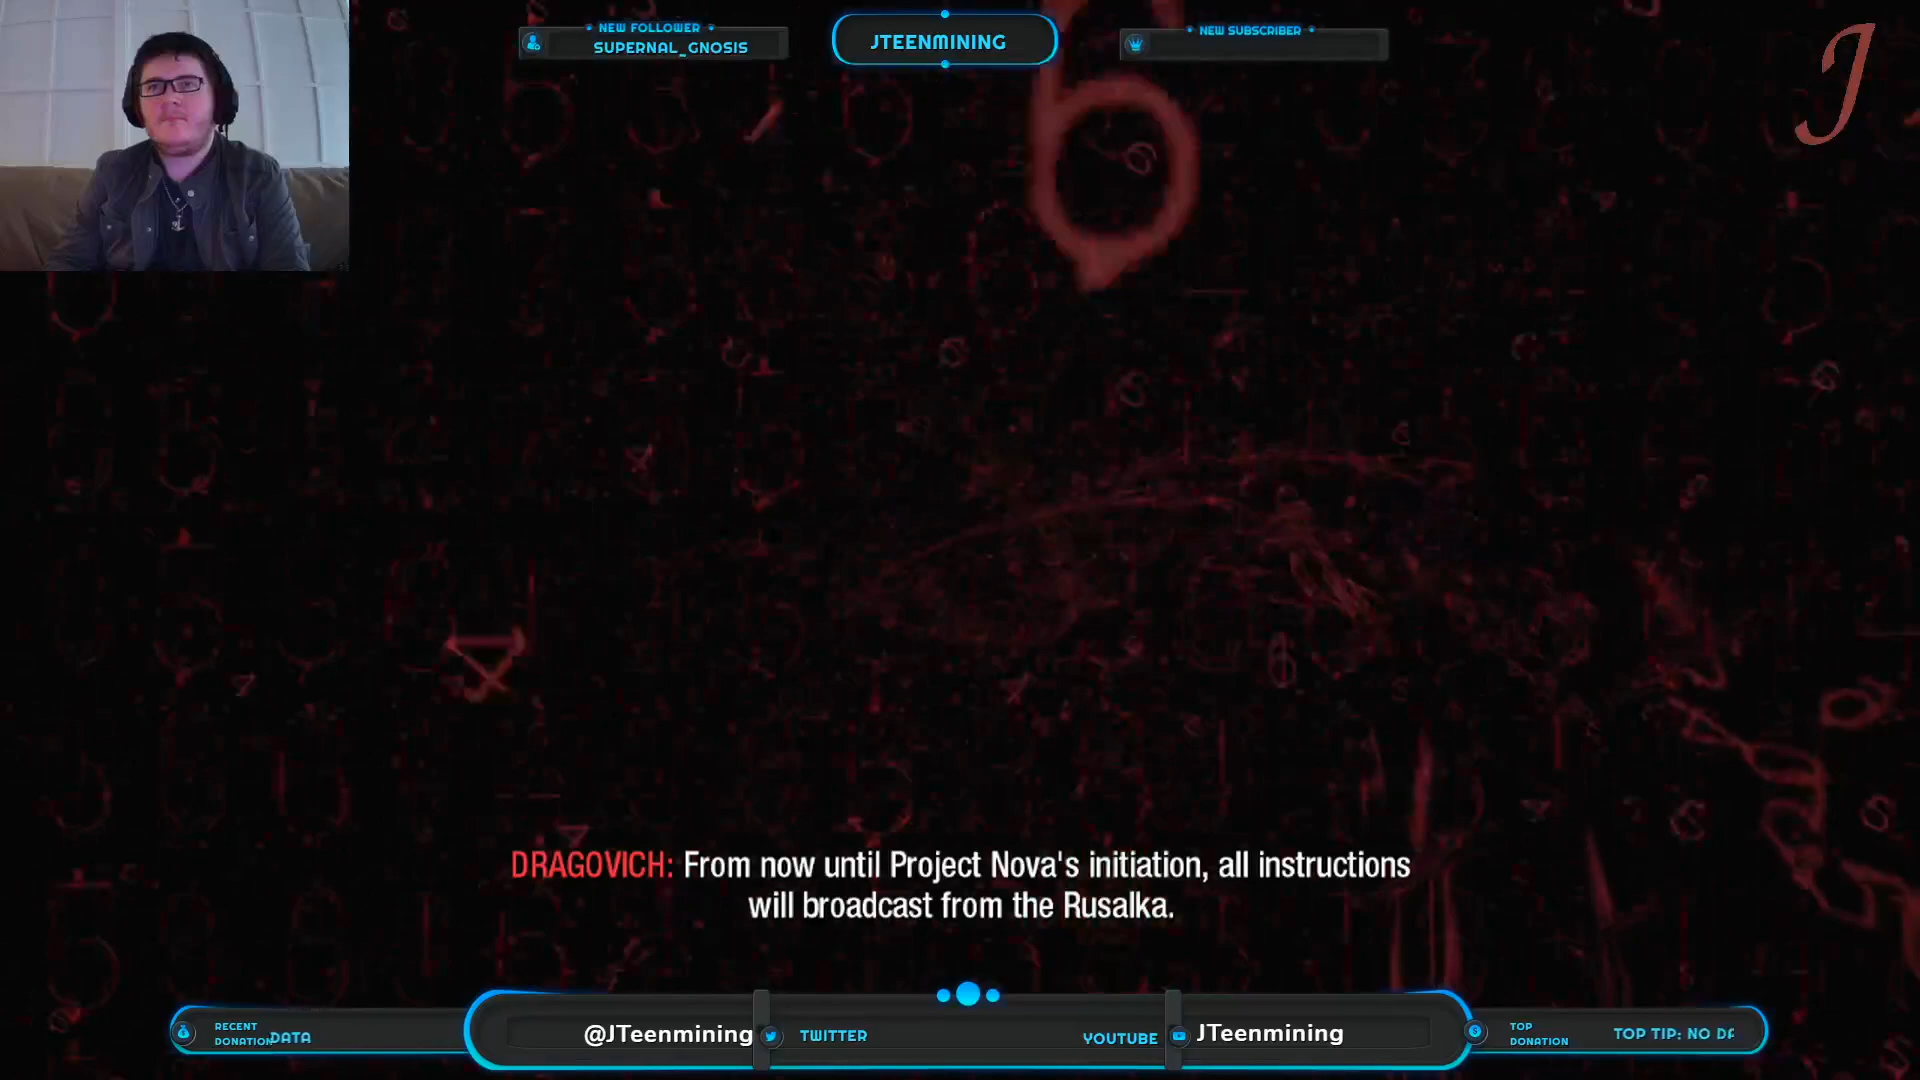 NEW FOLLOWER
SUPERNAL_GNOSIS
JTEENMINING
NEW SUBSCRIBER
J
6
DRAGOVICH: From now until Project Nova's initiation, all instructions
will broadcast from the Rusalka.
RECENT
DONATION
DATA
@JTeenmining
TWITTER
YOUTUBE
JTeenmining
TOP
DONATION
TOP TIP: NO DA